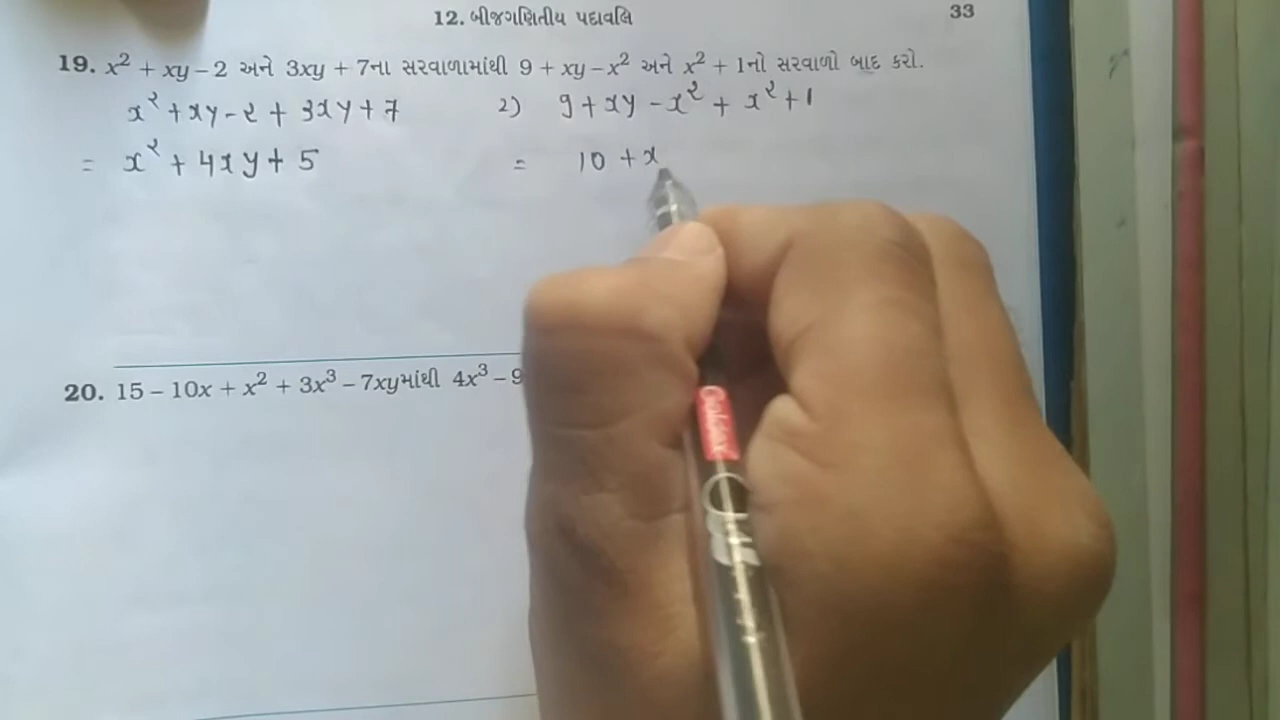 12. બીજગણિતીય પદાવલિ 33
19. x² + xy – 2 અને 3xy + 7ના સરવાળામાંથી 9 + xy – x² અને x² + 1નો સરવાળો બાદ કરો.
x² + xy - ૨ + 3xy + 7 2) 9 + xy - x² + x² + 1
= x² + 4xy + 5 = 10 + x
20. 15 – 10x + x² + 3x³ – 7xyમાંથી 4x³ – 9